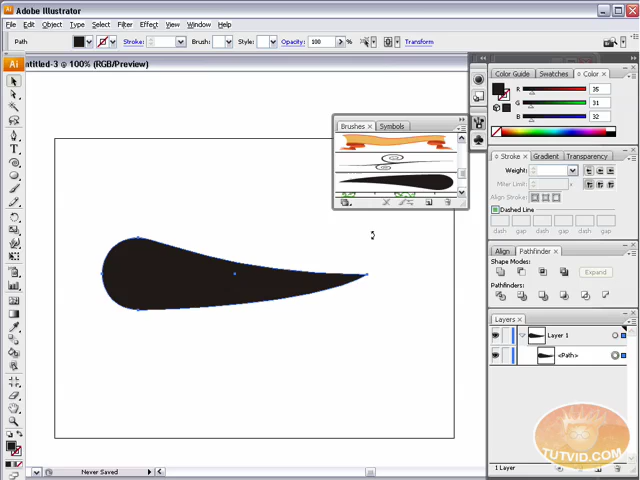 Adobe Illustrator
File Edit Object Type Select Filter Effect View Window Help
Path Stroke: Brush: Style: Opacity: 100 Transform
Ai
ntitled-3 @ 100% (RGB/Preview)
Brushes Symbols
Color Guide Swatches Color
R 35
G 31
B 32
Stroke Gradient Transparency
Weight:
Miter Limit: x
Align Stroke:
Dashed Line
dash gap dash gap dash gap
Align Pathfinder
Shape Modes:
Expand
Pathfinders:
Layers
Layer 1
<Path>
TUTVID.COM
1 Layer
Never Saved